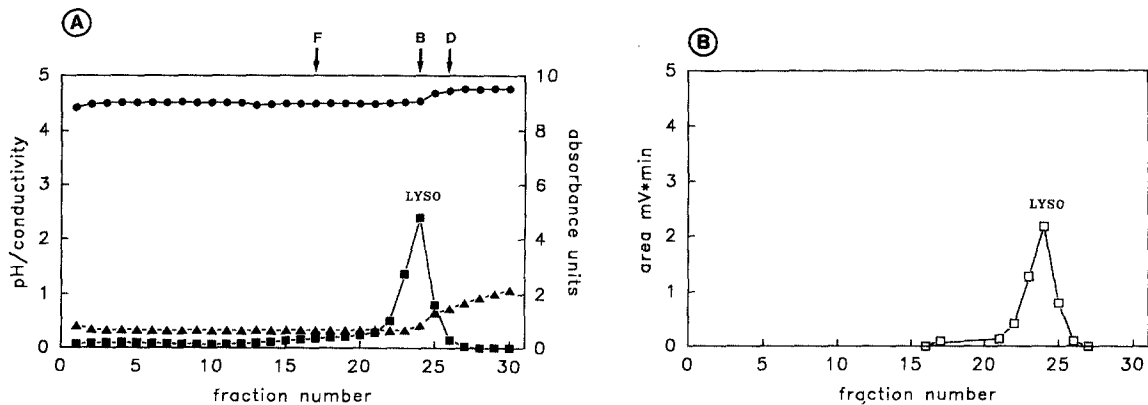 A
F B D
5
4
3
2
1
0
pH/conductivity
LYSO
10
8
6
4
2
0
absorbance units
0 5 10 15 20 25 30
fraction number
B
5
4
3
2
1
0
area mV*min
LYSO
0 5 10 15 20 25 30
fraction number